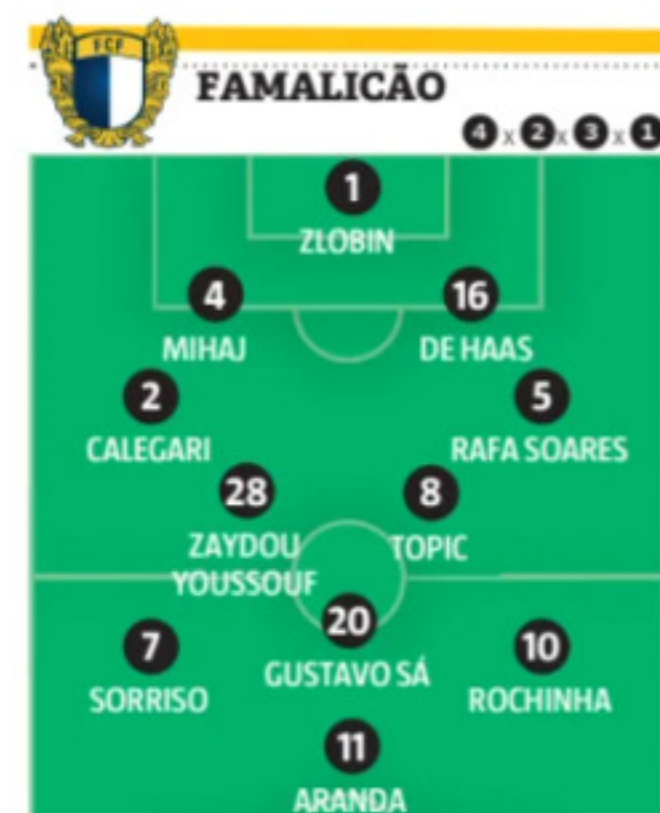 FCF
FAMALICÃO
4 x 2 x 3 x 1
1
ZLOBIN
4
16
MIHAJ
DE HAAS
2
5
CALEGARI
RAFA SOARES
28
8
ZAYDOU
YOUSSOUF
TOPIC
20
7
10
GUSTAVO SÁ
SORRISO
ROCHINHA
11
ARANDA